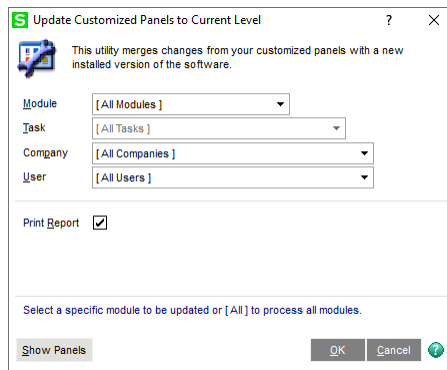 S Update Customized Panels to Current Level ?
This utility merges changes from your customized panels with a new
installed version of the software.
Module [ All Modules ]
Task [ All Tasks ]
Company [ All Companies ]
User [ All Users ]
Print Report
Select a specific module to be updated or [ All ] to process all modules.
Show Panels OK Cancel ?